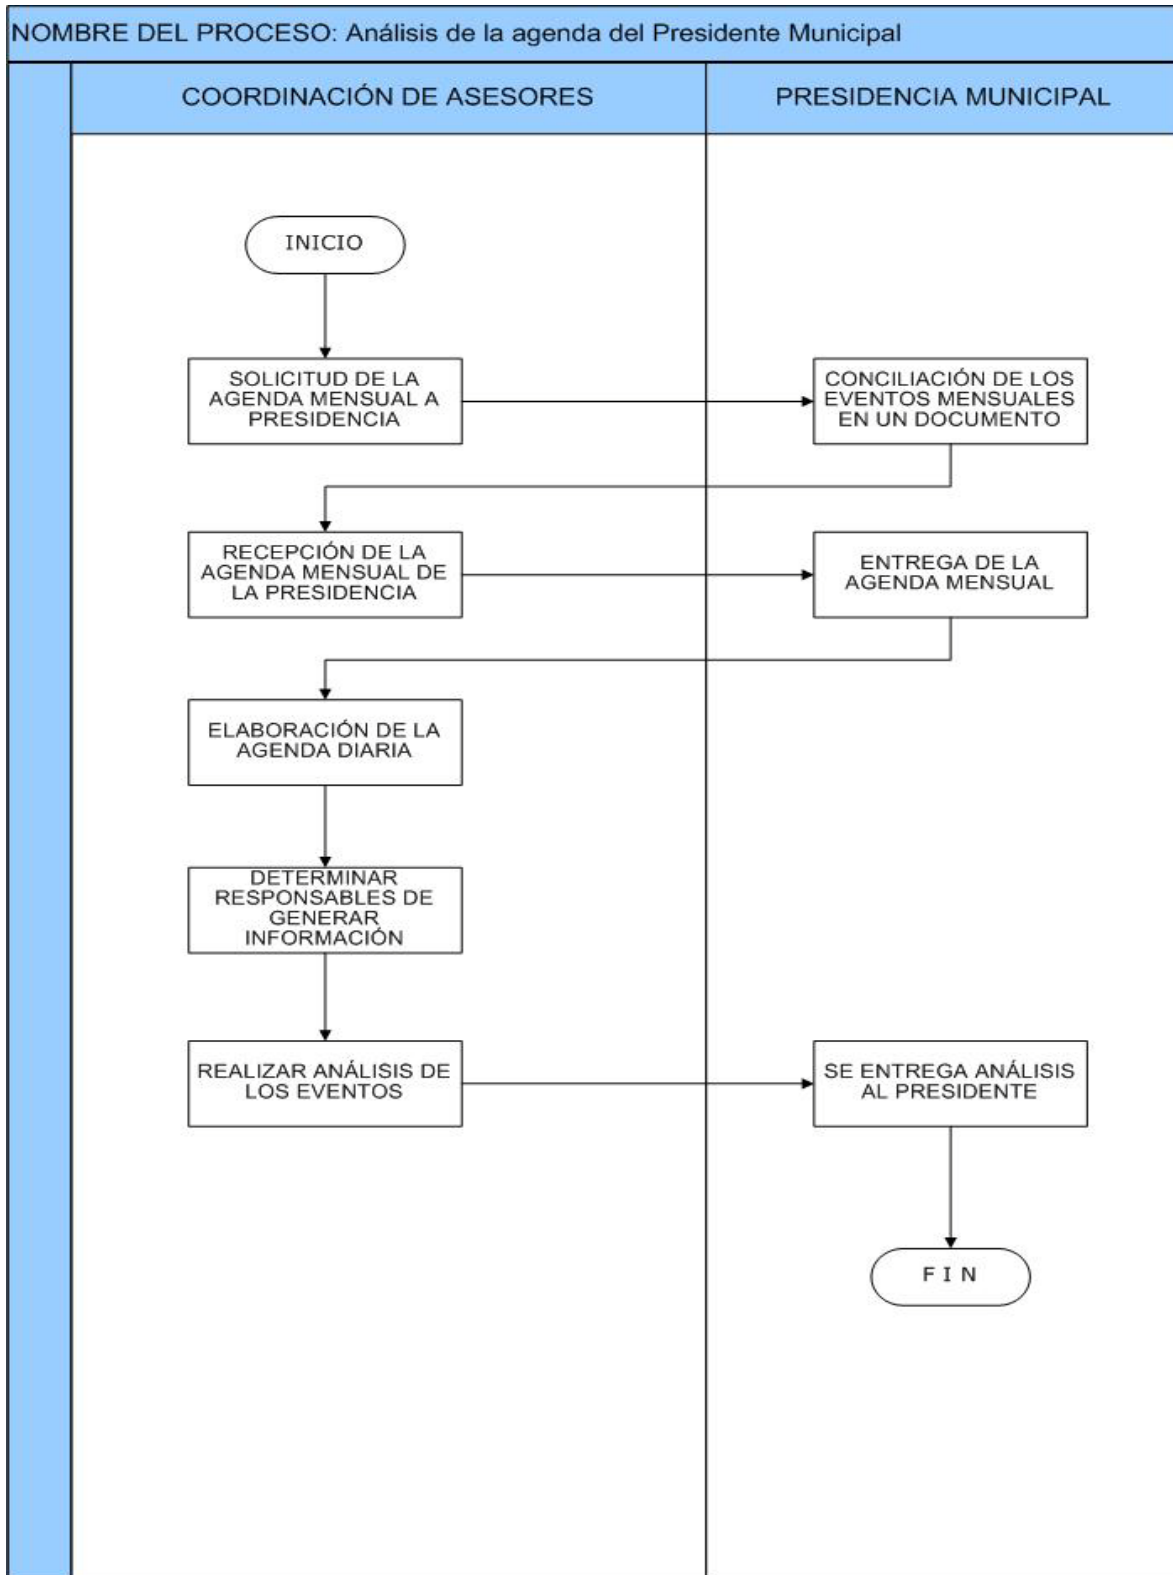 NOMBRE DEL PROCESO: Análisis de la agenda del Presidente Municipal
COORDINACIÓN DE ASESORES
PRESIDENCIA MUNICIPAL
INICIO
SOLICITUD DE LA
AGENDA MENSUAL A
PRESIDENCIA
CONCILIACIÓN DE LOS
EVENTOS MENSUALES
EN UN DOCUMENTO
RECEPCIÓN DE LA
AGENDA MENSUAL DE
LA PRESIDENCIA
ENTREGA DE LA
AGENDA MENSUAL
ELABORACIÓN DE LA
AGENDA DIARIA
DETERMINAR
RESPONSABLES DE
GENERAR
INFORMACIÓN
REALIZAR ANÁLISIS DE
LOS EVENTOS
SE ENTREGA ANÁLISIS
AL PRESIDENTE
F I N